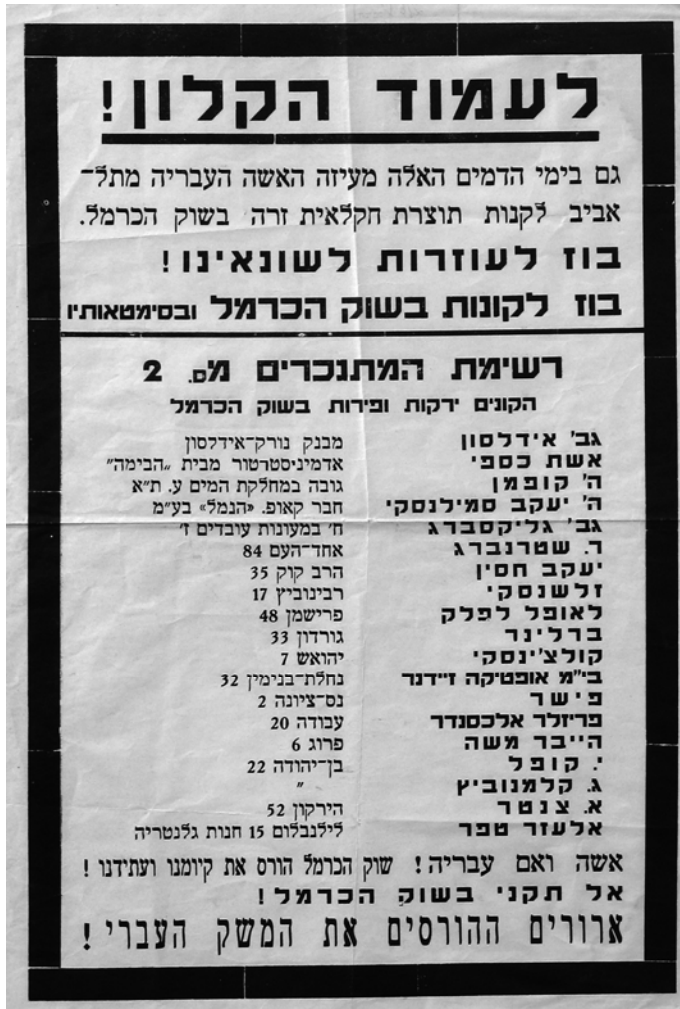 לעמוד הקלון!
גם בימי הדמים האלה מעיזה האשה העבריה מתל־
אביב לקנות תוצרת חקלאית זרה בשוק הכרמל.
בוז לעוזרות לשונאינו!
בוז לקונות בשוק הכרמל ובסימטאותיו
רשימת המתנכרים מס. 2
הקונים ירקות ופירות בשוק הכרמל
גב' אידלסון מבנק נורק־אידלסון
אשת כספי אדמיניסטרטור מבית „הבימה"
ה' קופמן גובה במחלקת המים ע. ת״א
ה' יעקב סמילנסקי חבר קאופ. «הנמל» בע״מ
גב' גליקסברג ח' במעונות עובדים ז'
ר. שטרנברג אחד־העם 84
יעקב חסין הרב קוק 35
זלשנסקי רבינוביץ 17
לאופל לפלק פרישמן 48
ברלינר גורדון 33
קולצ'ינסקי יהואש 7
בי״מ אופטיקה זיידנר נחלת־בנימין 32
פישר נס־ציונה 2
פריזלר אלכסנדר עבודה 20
הייבר משה פרוג 6
י. קופל בן־יהודה 22
ג. קלמנוביץ "
א. צנטר הירקון 52
אלעזר טפר לילנבלום 15 חנות גלנטריה
אשה ואם עבריה! שוק הכרמל הורס את קיומנו ועתידנו!
אל תקני בשוק הכרמל!
ארורים ההורסים את המשק העברי!